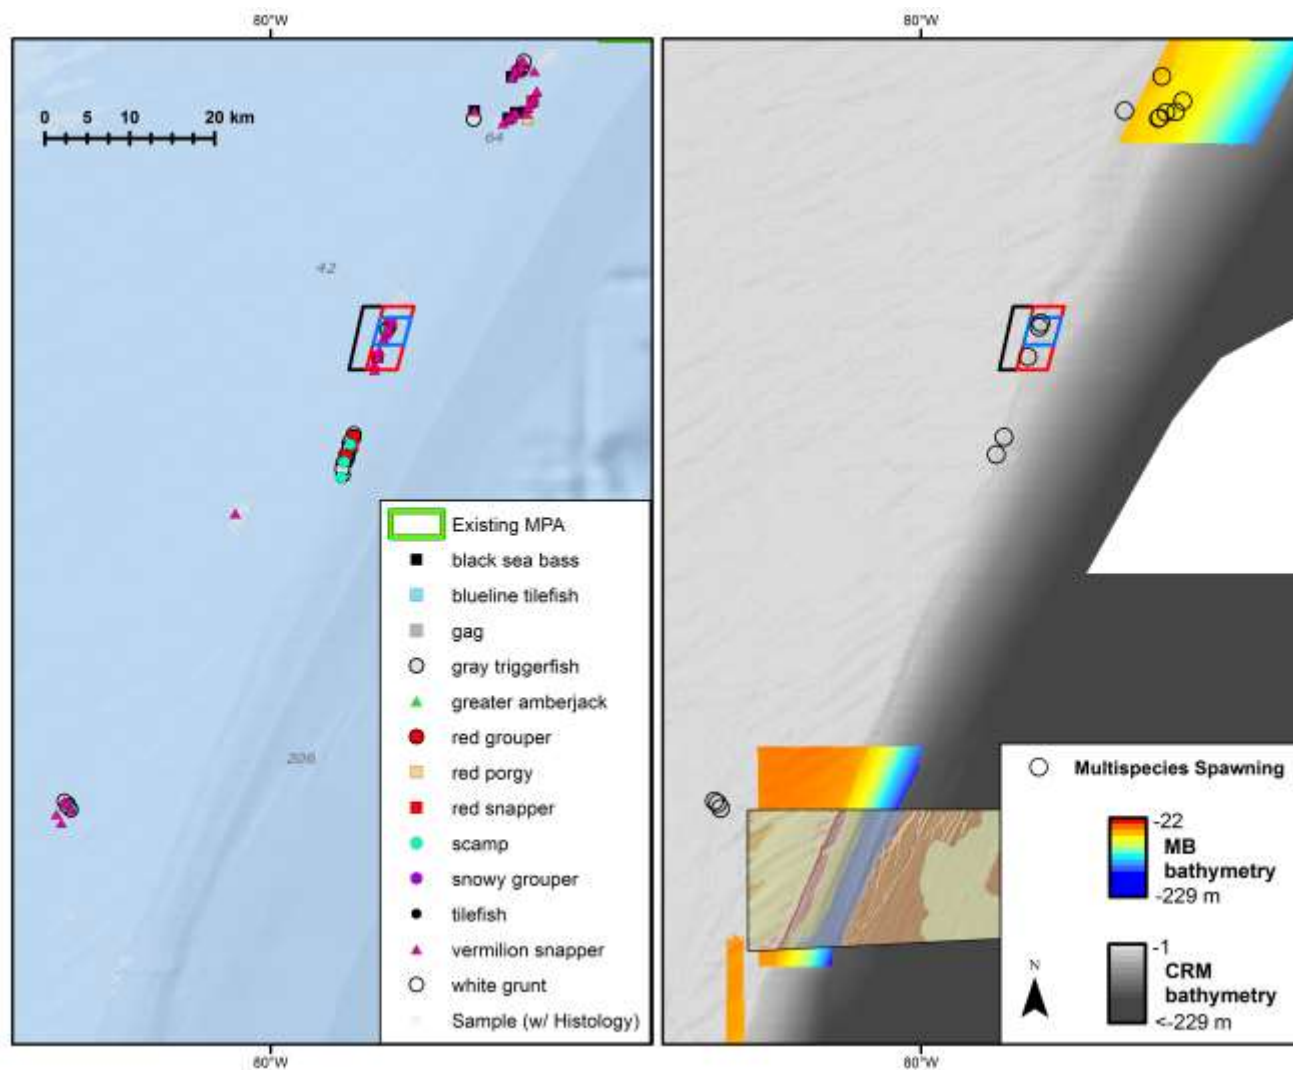 80°W
80°W
0 5 10 20 km
64
42
206
Existing MPA
black sea bass
blueline tilefish
gag
gray triggerfish
greater amberjack
red grouper
red porgy
red snapper
scamp
snowy grouper
tilefish
vermilion snapper
white grunt
Sample (w/ Histology)
Multispecies Spawning
-22
MB
bathymetry
-229 m
-1
CRM
bathymetry
<-229 m
N
80°W
80°W